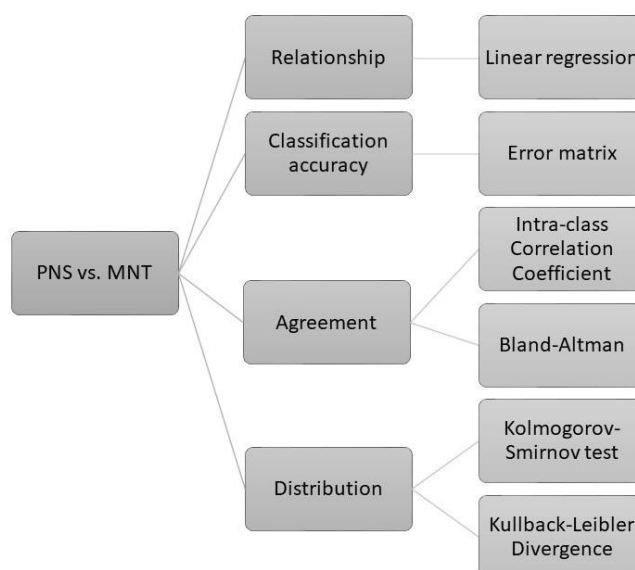 PNS vs. MNT
Relationship
Linear regression
Classification
accuracy
Error matrix
Agreement
Intra-class
Correlation
Coefficient
Bland-Altman
Distribution
Kolmogorov-
Smirnov test
Kullback-Leibler
Divergence